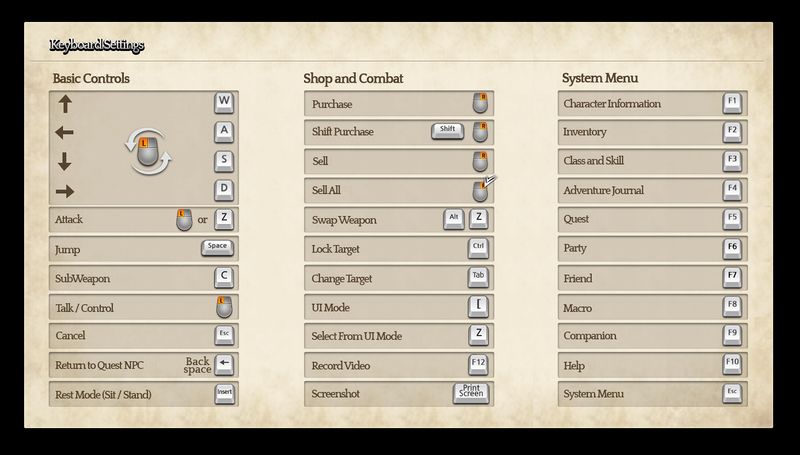 Keyboard Settings
Basic Controls
W
A
L
S
D
Attack L or Z
Jump Space
SubWeapon C
Talk / Control L
Cancel Esc
Return to Quest NPC Back space ←
Rest Mode (Sit / Stand) Insert
Shop and Combat
Purchase R
Shift Purchase Shift R
Sell R
Sell All
Swap Weapon Alt Z
Lock Target Ctrl
Change Target Tab
UI Mode [
Select From UI Mode Z
Record Video F12
Screenshot Print Screen
System Menu
Character Information F1
Inventory F2
Class and Skill F3
Adventure Journal F4
Quest F5
Party F6
Friend F7
Macro F8
Companion F9
Help F10
System Menu Esc